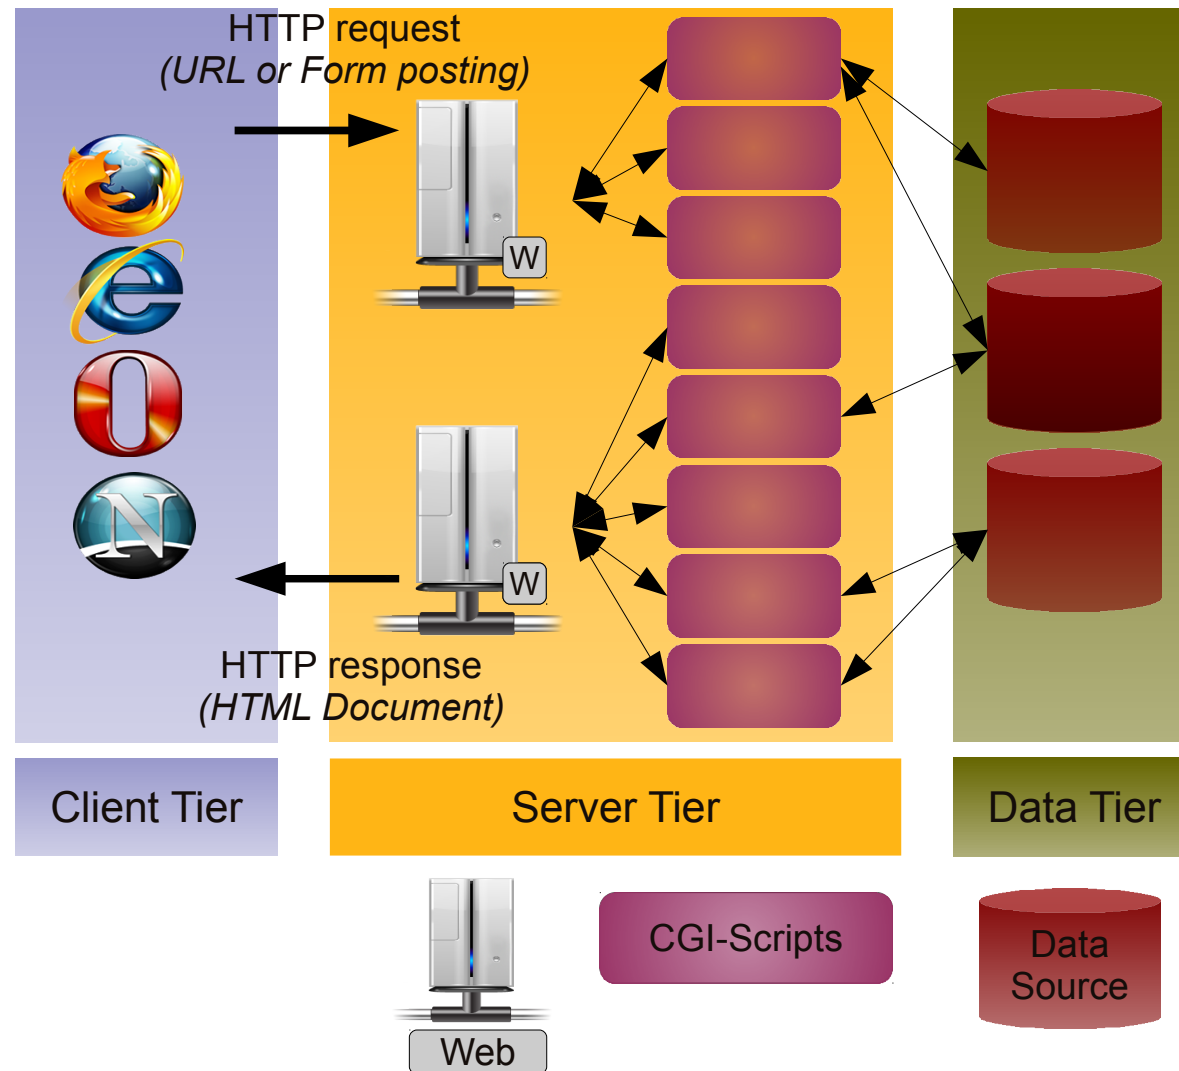 HTTP request
(URL or Form posting)
W
N
W
HTTP response
(HTML Document)
Client Tier
Server Tier
Data Tier
CGI-Scripts
Data
Source
Web